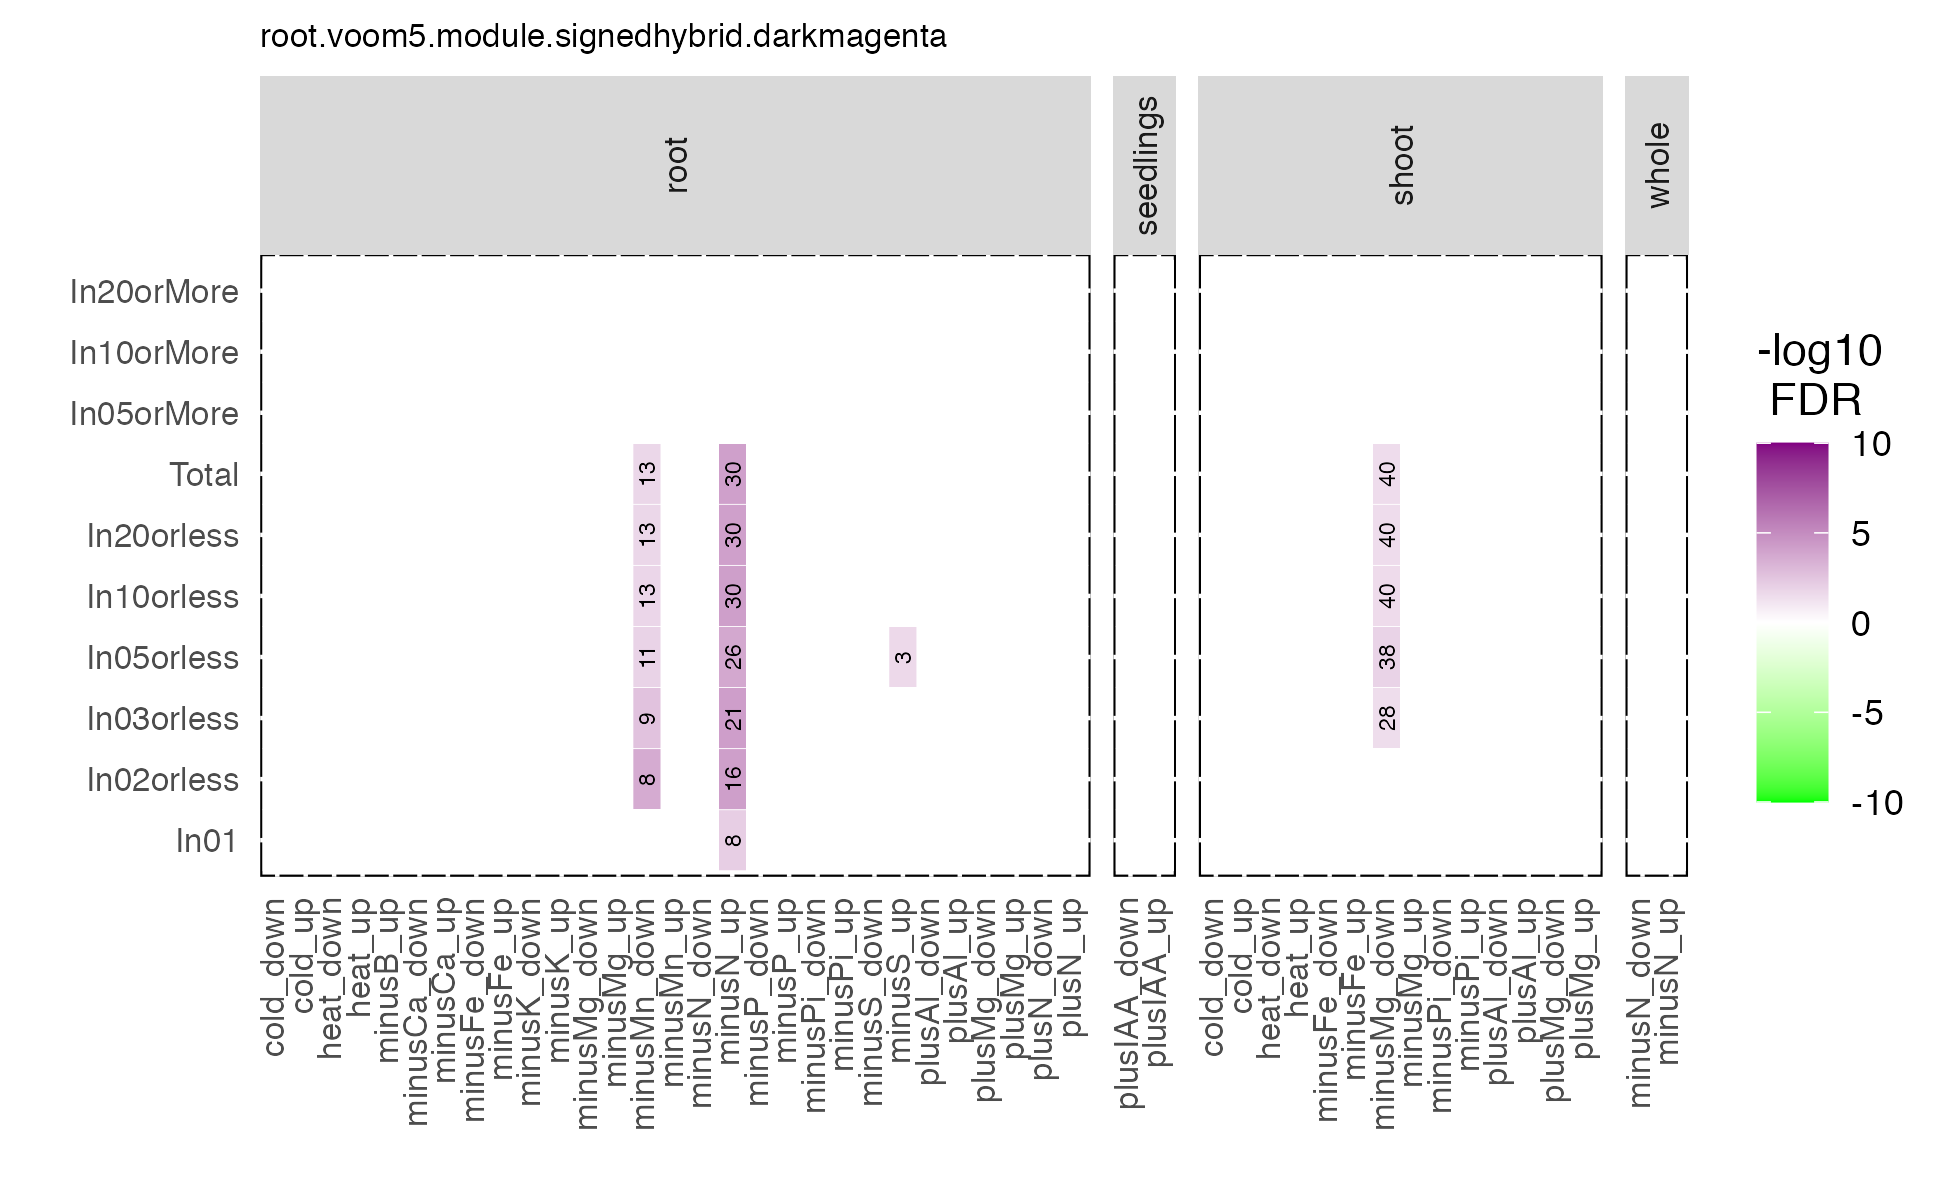 root.voom5.module.signedhybrid.darkmagenta
root
seedlings
shoot
whole
In20orMore
In10orMore
In05orMore
Total
13
30
40
In20orless
13
30
40
In10orless
13
30
40
In05orless
11
26
3
38
In03orless
9
21
28
In02orless
8
16
In01
8
cold_down
cold_up
heat_down
heat_up
minusB_up
minusCa_down
minusCa_up
minusFe_down
minusFe_up
minusK_down
minusK_up
minusMg_down
minusMg_up
minusMn_down
minusMn_up
minusN_down
minusN_up
minusP_down
minusP_up
minusPi_down
minusPi_up
minusS_down
minusS_up
plusAl_down
plusAl_up
plusMg_down
plusMg_up
plusN_down
plusN_up
plusIAA_down
plusIAA_up
cold_down
cold_up
heat_down
heat_up
minusFe_down
minusFe_up
minusMg_down
minusMg_up
minusPi_down
minusPi_up
plusAl_down
plusAl_up
plusMg_down
plusMg_up
minusN_down
minusN_up
-log10
FDR
10
5
0
-5
-10